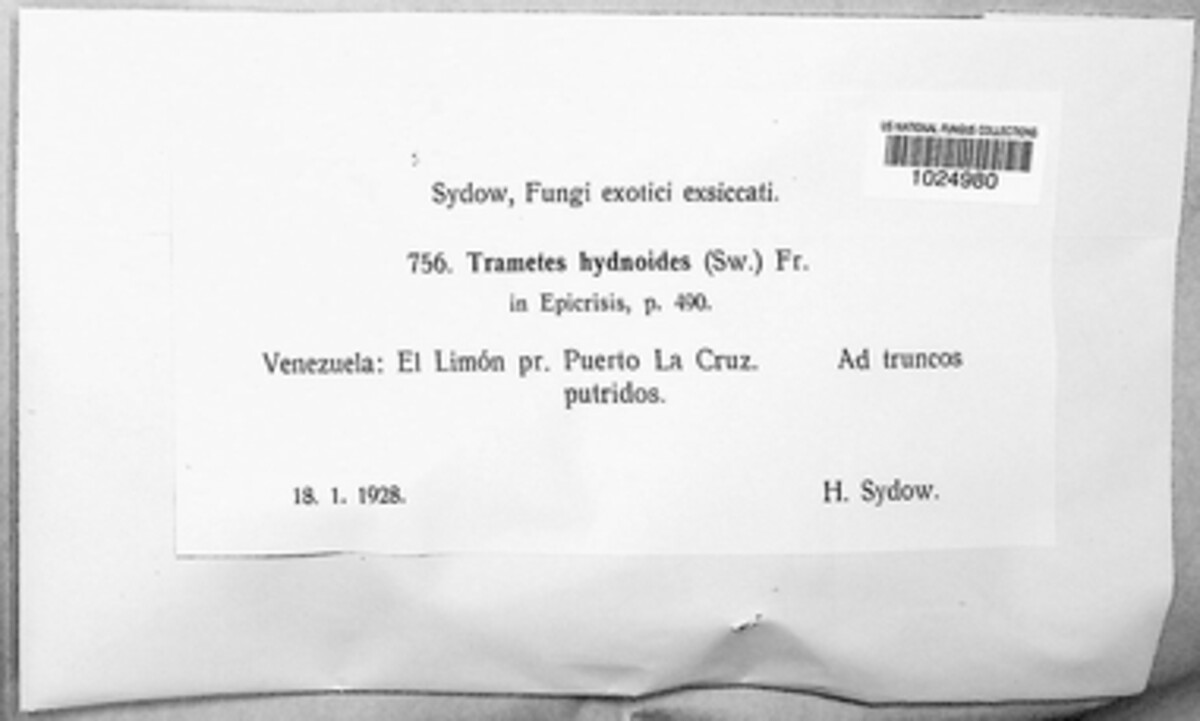 US NATIONAL FUNGUS COLLECTIONS
1024980
Sydow, Fungi exotici exsiccati.
756. Trametes hydnoides (Sw.) Fr.
in Epicrisis, p. 490.
Venezuela: El Limón pr. Puerto La Cruz. Ad truncos
putridos.
18. 1. 1928. H. Sydow.